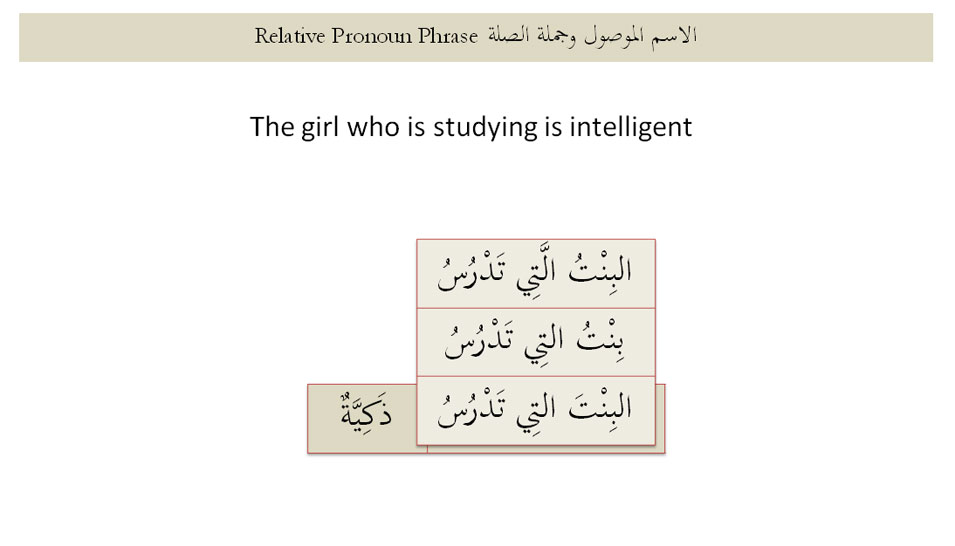 Relative Pronoun Phrase الاسم الموصول وجملة الصلة
The girl who is studying is intelligent
البِنْتُ الَّتِي تَدْرُسُ
بِنْتُ التِي تَدْرُسُ
البِنْتَ التِي تَدْرُسُ
ذَكِيَّةٌ